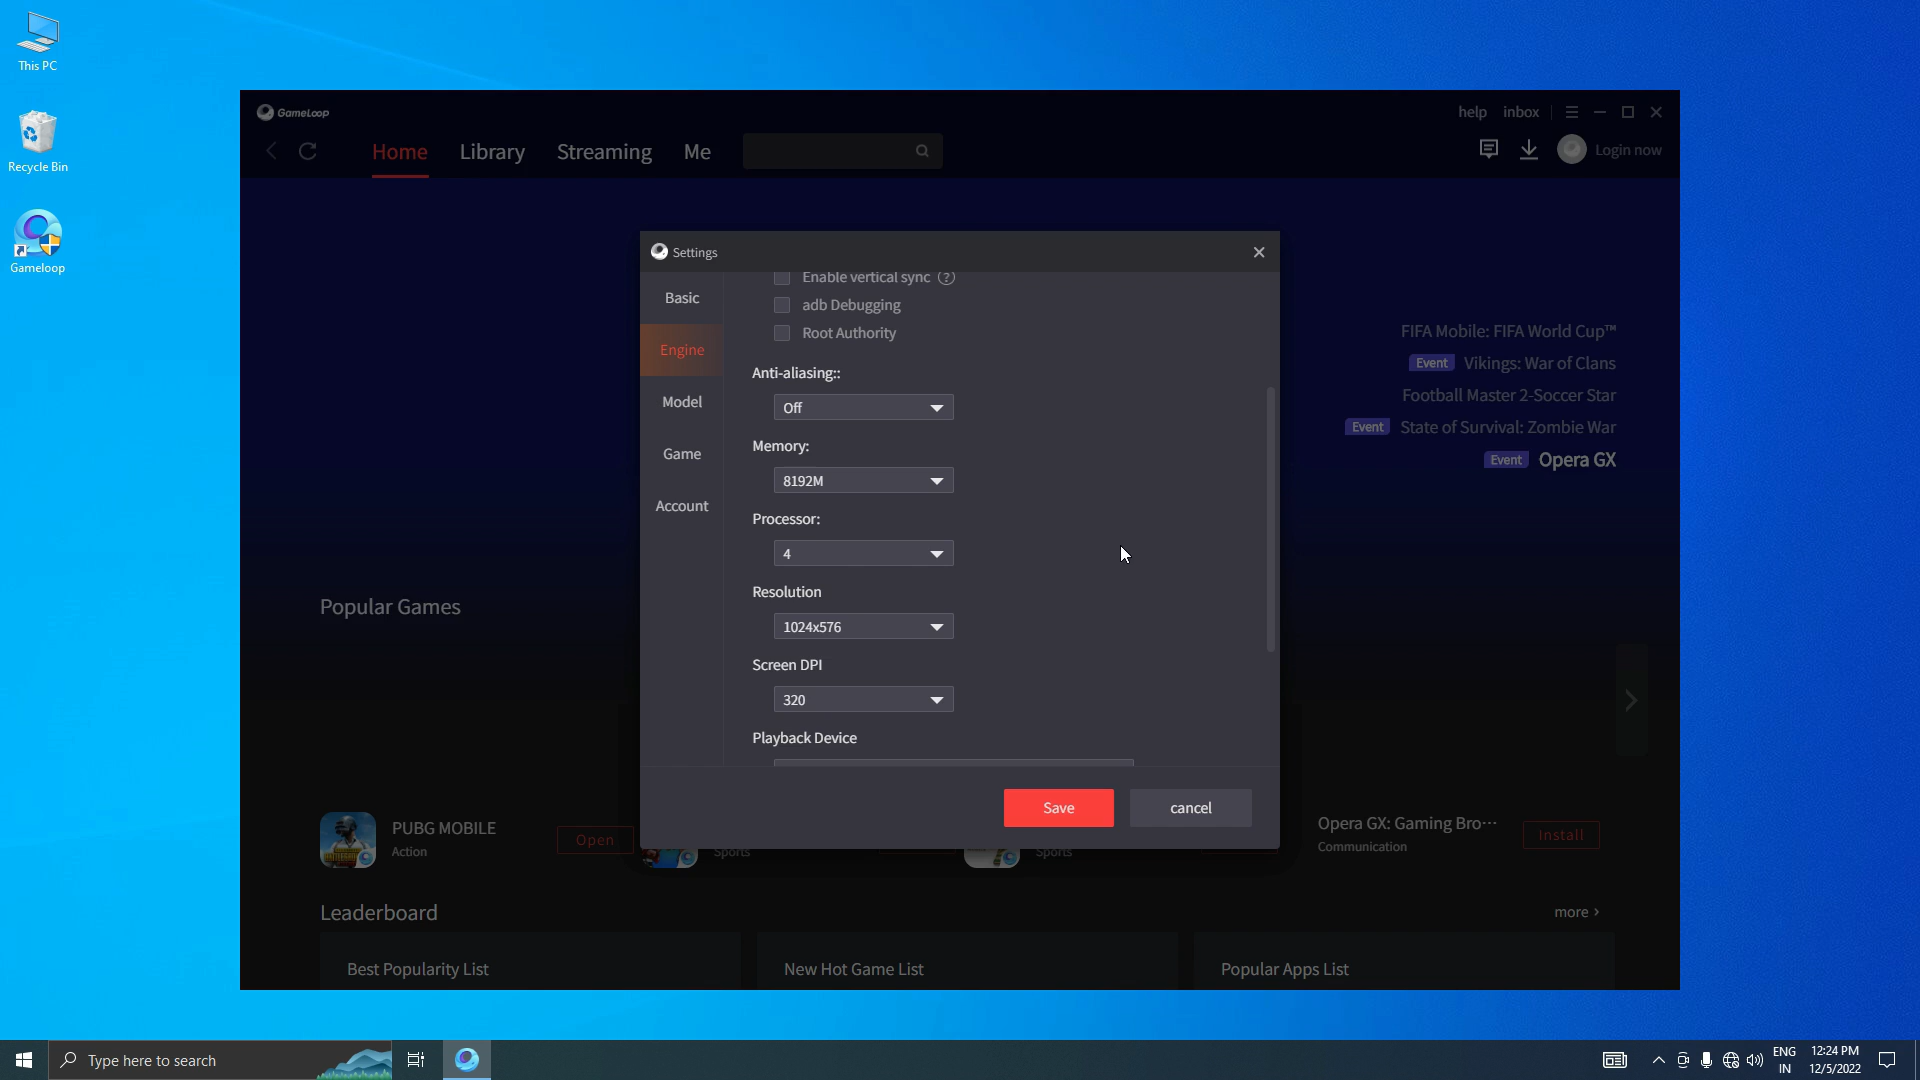 This PC
Recycle Bin
Gameloop
GameLoop
help inbox
Home Library Streaming Me
Login now
Settings
Basic
Engine
Model
Game
Account
Enable vertical sync ?
adb Debugging
Root Authority
Anti-aliasing::
Off
Memory:
8192M
Processor:
4
Resolution
1024x576
Screen DPI
320
Playback Device
Save cancel
FIFA Mobile: FIFA World Cup™
Event Vikings: War of Clans
Football Master 2-Soccer Star
Event State of Survival: Zombie War
Event Opera GX
Popular Games
PUBG MOBILE
Action
Open
Sports
Sports
Opera GX: Gaming Bro···
Communication
Install
Leaderboard
more ›
Best Popularity List
New Hot Game List
Popular Apps List
Type here to search
ENG
IN
12:24 PM
12/5/2022